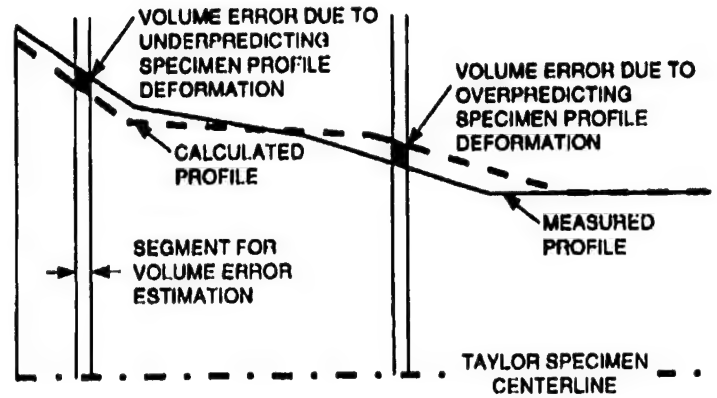 VOLUME ERROR DUE TO
UNDERPREDICTING
SPECIMEN PROFILE
DEFORMATION
VOLUME ERROR DUE TO
OVERPREDICTING
SPECIMEN PROFILE
DEFORMATION
CALCULATED
PROFILE
MEASURED
PROFILE
SEGMENT FOR
VOLUME ERROR
ESTIMATION
TAYLOR SPECIMEN
CENTERLINE